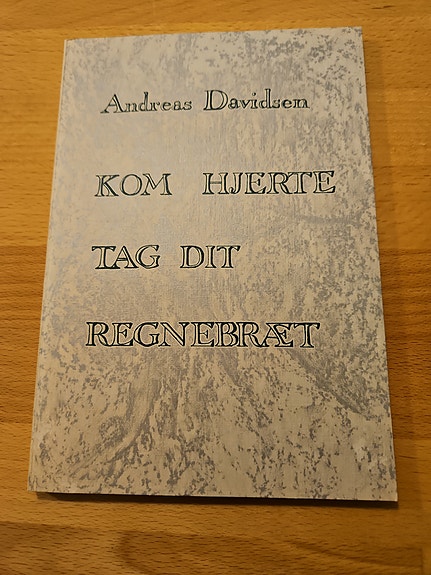 Andreas Davidsen
KOM HJERTE
TAG DIT
REGNEBRÆT